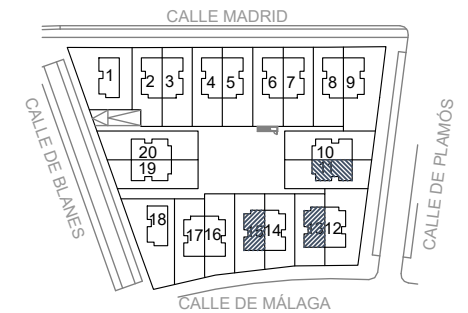 CALLE MADRID
1 2 3 4 5 6 7 8 9
CALLE DE BLANES
CALLE DE PLAMÓS
20 10
19 11
18 17 16 15 14 13 12
CALLE DE MÁLAGA